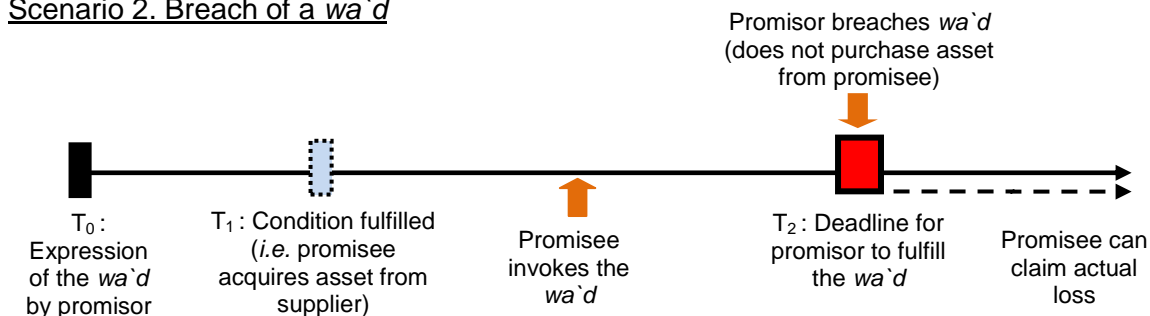 Scenario 2. Breach of a wa`d
Promisor breaches wa`d
(does not purchase asset
from promisee)
T0 :
Expression
of the wa`d
by promisor
T1 : Condition fulfilled
(i.e. promisee
acquires asset from
supplier)
Promisee
invokes the
wa`d
T2 : Deadline for
promisor to fulfill
the wa`d
Promisee can
claim actual
loss